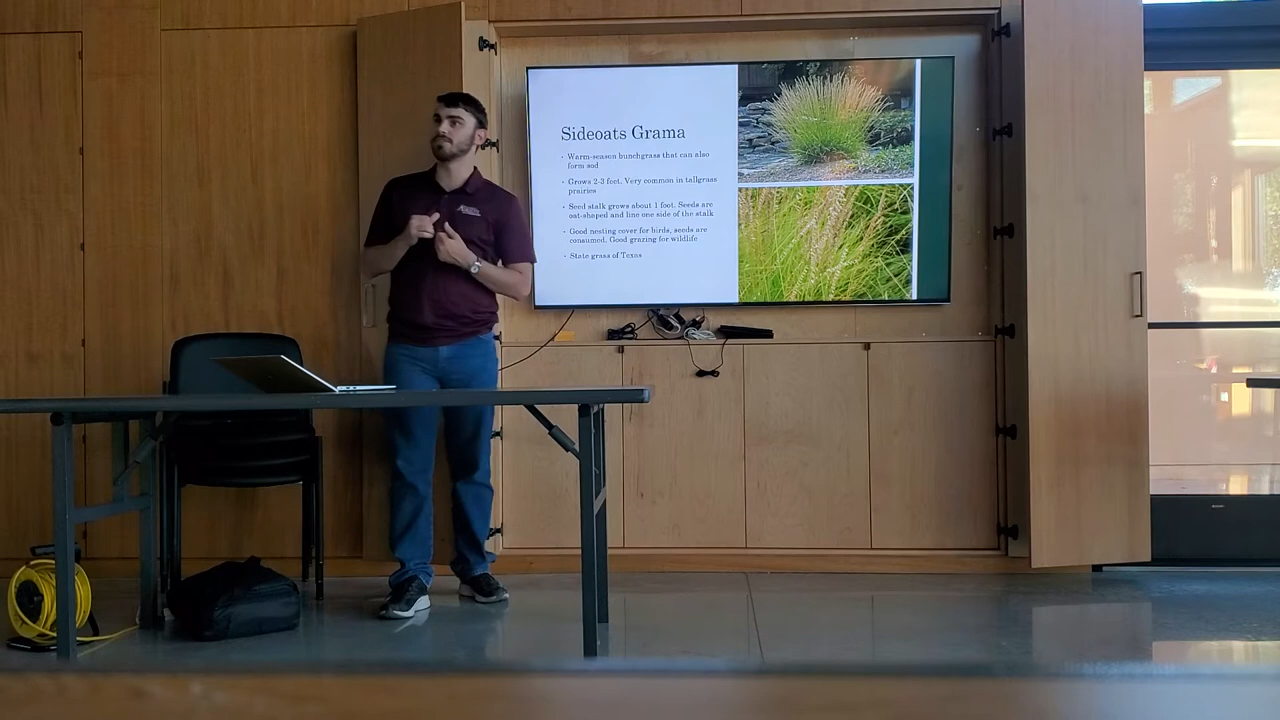 Sideoats Grama
- Warm-season bunchgrass that can also
form sod
- Grows 2-3 feet. Very common in tallgrass
prairies
- Seed stalk grows about 1 foot. Seeds are
oat-shaped and line one side of the stalk
- Good nesting cover for birds, seeds are
consumed. Good grazing for wildlife
- State grass of Texas